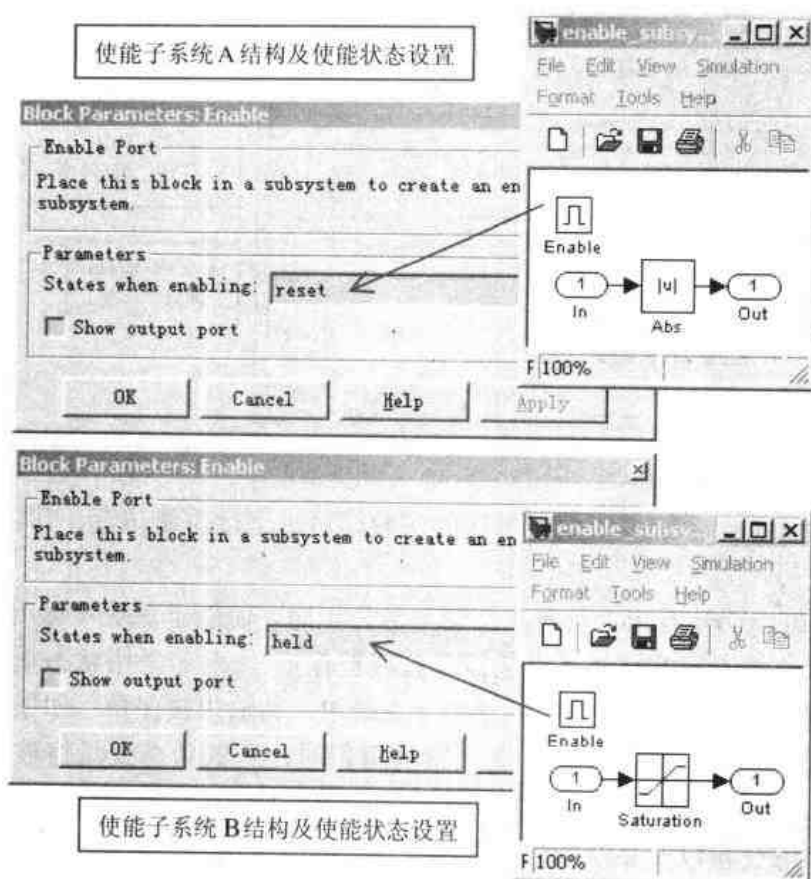 使能子系统A结构及使能状态设置
enable_subsy...
File Edit View Simulation
Format Tools Help
Block Parameters: Enable
Enable Port
Place this block in a subsystem to create an en
subsystem.
Parameters
States when enabling: reset
Show output port
OK Cancel Help Apply
Enable
1 |u| 1
In Abs Out
F 100%
Block Parameters: Enable
Enable Port
Place this block in a subsystem to create an en
subsystem.
Parameters
States when enabling: held
Show output port
OK Cancel Help
enable_subsy...
File Edit View Simulation
Format Tools Help
Enable
1 1
In Saturation Out
F 100%
使能子系统B结构及使能状态设置